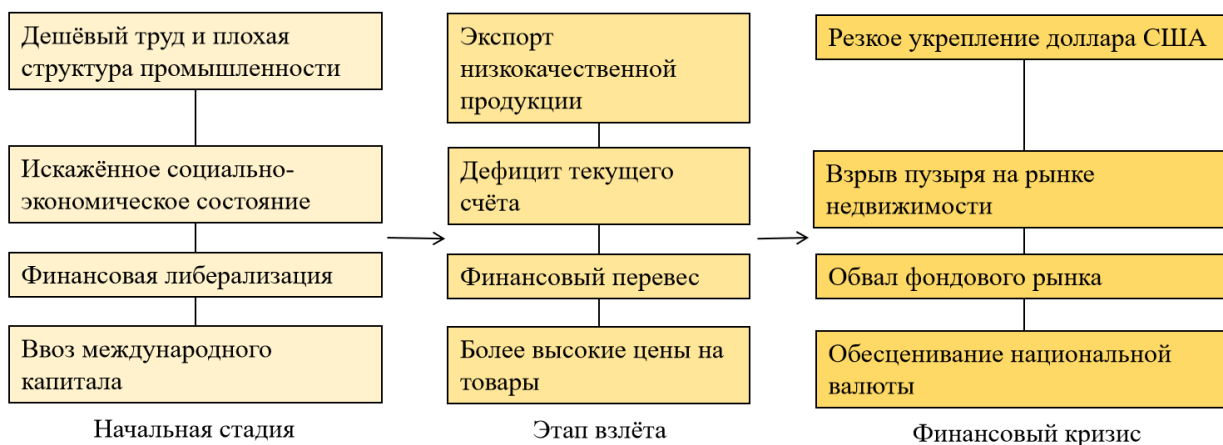 Дешёвый труд и плохая
структура промышленности
Искажённое социально-
экономическое состояние
Финансовая либерализация
Ввоз международного
капитала
Начальная стадия
Экспорт
низкокачественной
продукции
Дефицит текущего
счёта
Финансовый перевес
Более высокие цены на
товары
Этап взлёта
Резкое укрепление доллара США
Взрыв пузыря на рынке
недвижимости
Обвал фондового рынка
Обесценивание национальной
валюты
Финансовый кризис